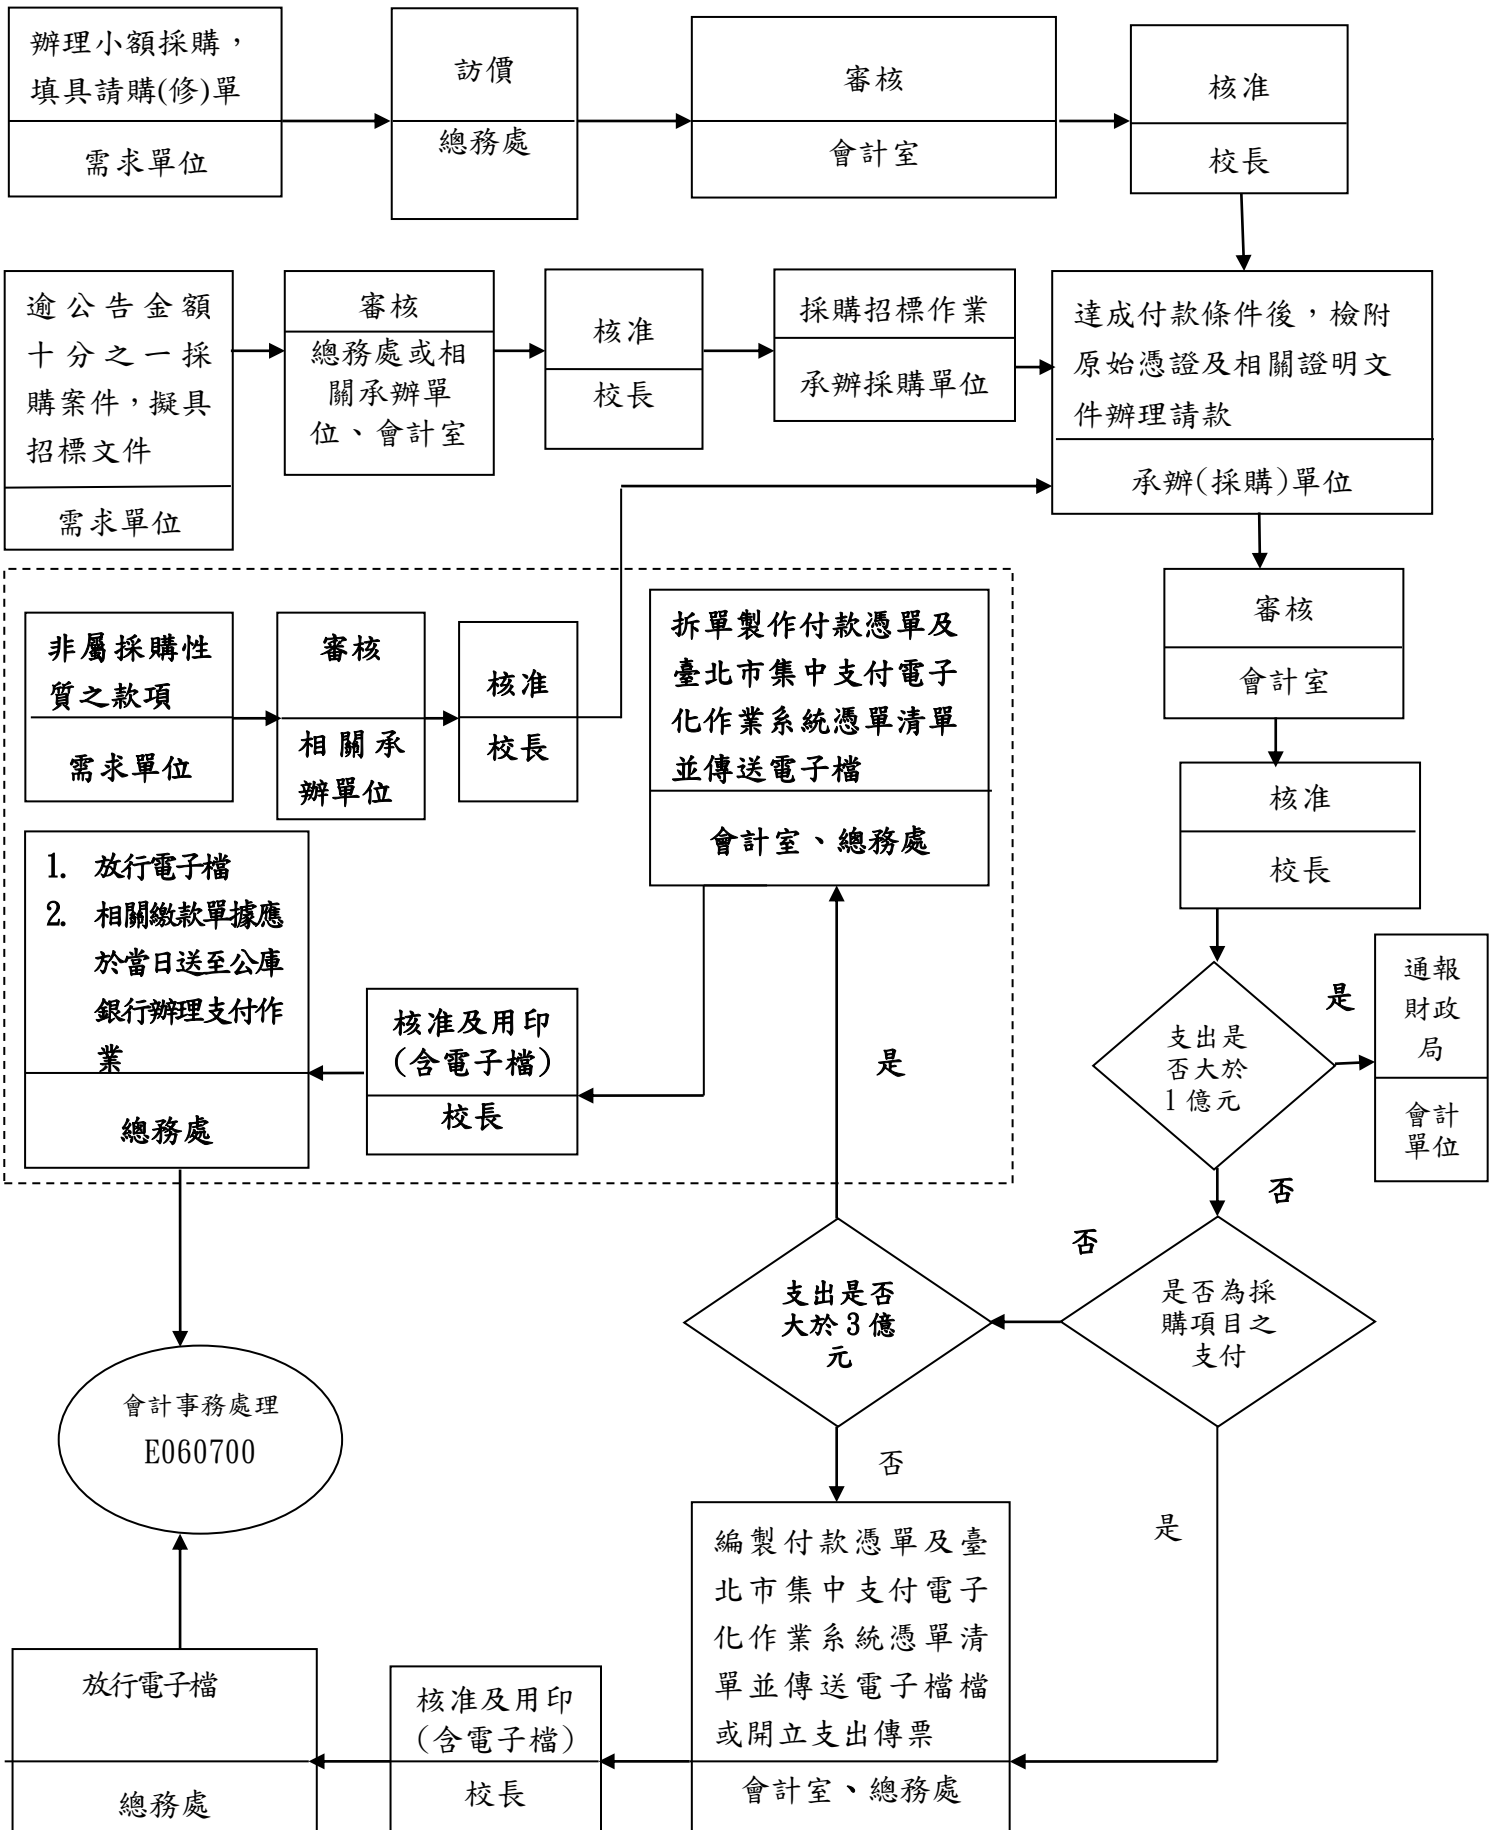 辦理小額採購，
填具請購(修)單
需求單位
訪價
總務處
審核
會計室
核准
校長
逾公告金額
十分之一採
購案件，擬具
招標文件
需求單位
審核
總務處或相
關承辦單
位、會計室
核准
校長
採購招標作業
承辦採購單位
達成付款條件後，檢附
原始憑證及相關證明文
件辦理請款
承辦(採購)單位
非屬採購性
質之款項
需求單位
審核
相關承
辦單位
核准
校長
拆單製作付款憑單及
臺北市集中支付電子
化作業系統憑單清單
並傳送電子檔
會計室、總務處
審核
會計室
核准
校長
1. 放行電子檔
2. 相關繳款單據應
於當日送至公庫
銀行辦理支付作
業
總務處
核准及用印
(含電子檔)
校長
是
支出是
否大於
1億元
是
通報
財政
局
會計
單位
否
否
支出是否
大於3億
元
是否為採
購項目之
支付
會計事務處理
E060700
否
是
編製付款憑單及臺
北市集中支付電子
化作業系統憑單清
單並傳送電子檔檔
或開立支出傳票
會計室、總務處
核准及用印
(含電子檔)
校長
放行電子檔
總務處